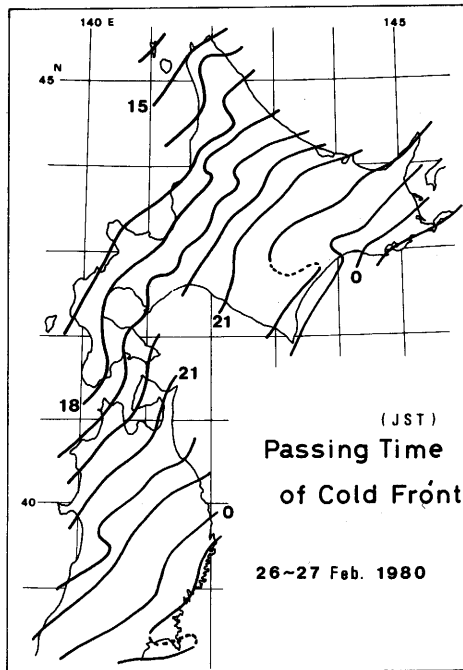 140 E 145
45 N
15
0
21
21
18
(JST)
Passing Time
40 of Cold Front
0
26~27 Feb. 1980